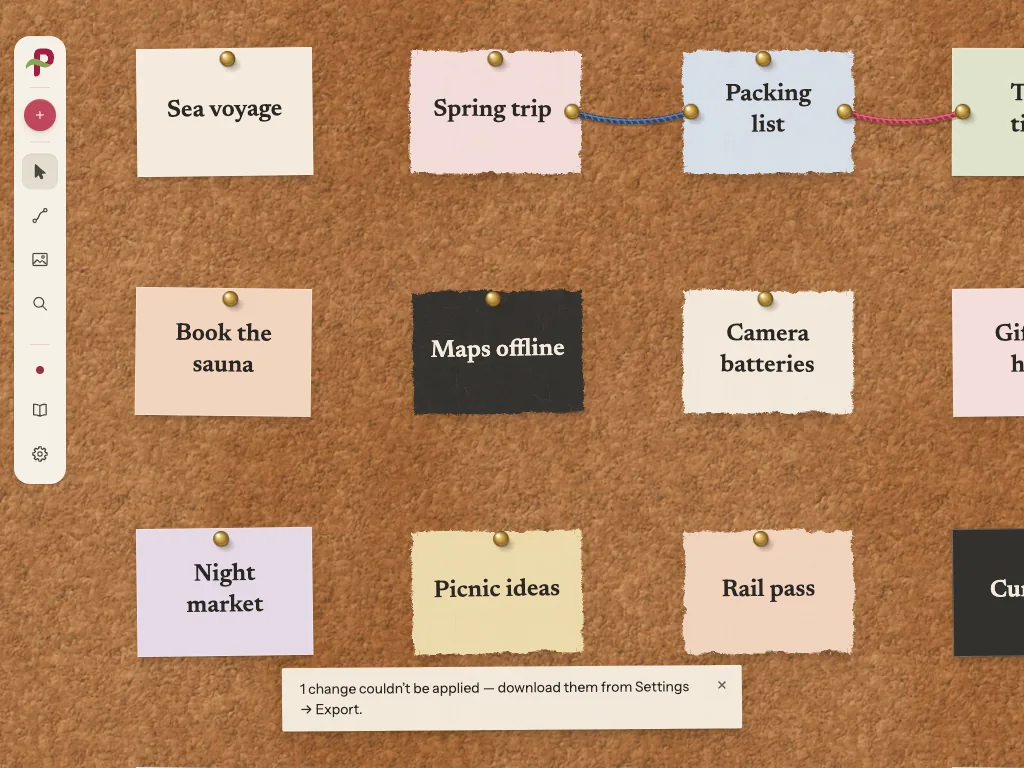 Sea voyage
Spring trip
Packing
list
Book the
sauna
Maps offline
Camera
batteries
Night
market
Picnic ideas
Rail pass
1 change couldn't be applied — download them from Settings
→ Export.